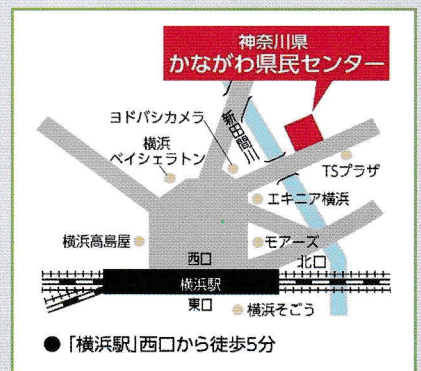 神奈川県
かながわ県民センター
ヨドバシカメラ
新田間川
横浜
ベイシェラトン
TSプラザ
エキニア横浜
横浜高島屋
モアーズ
西口
北口
横浜駅
東口
横浜そごう
●「横浜駅」西口から徒歩5分